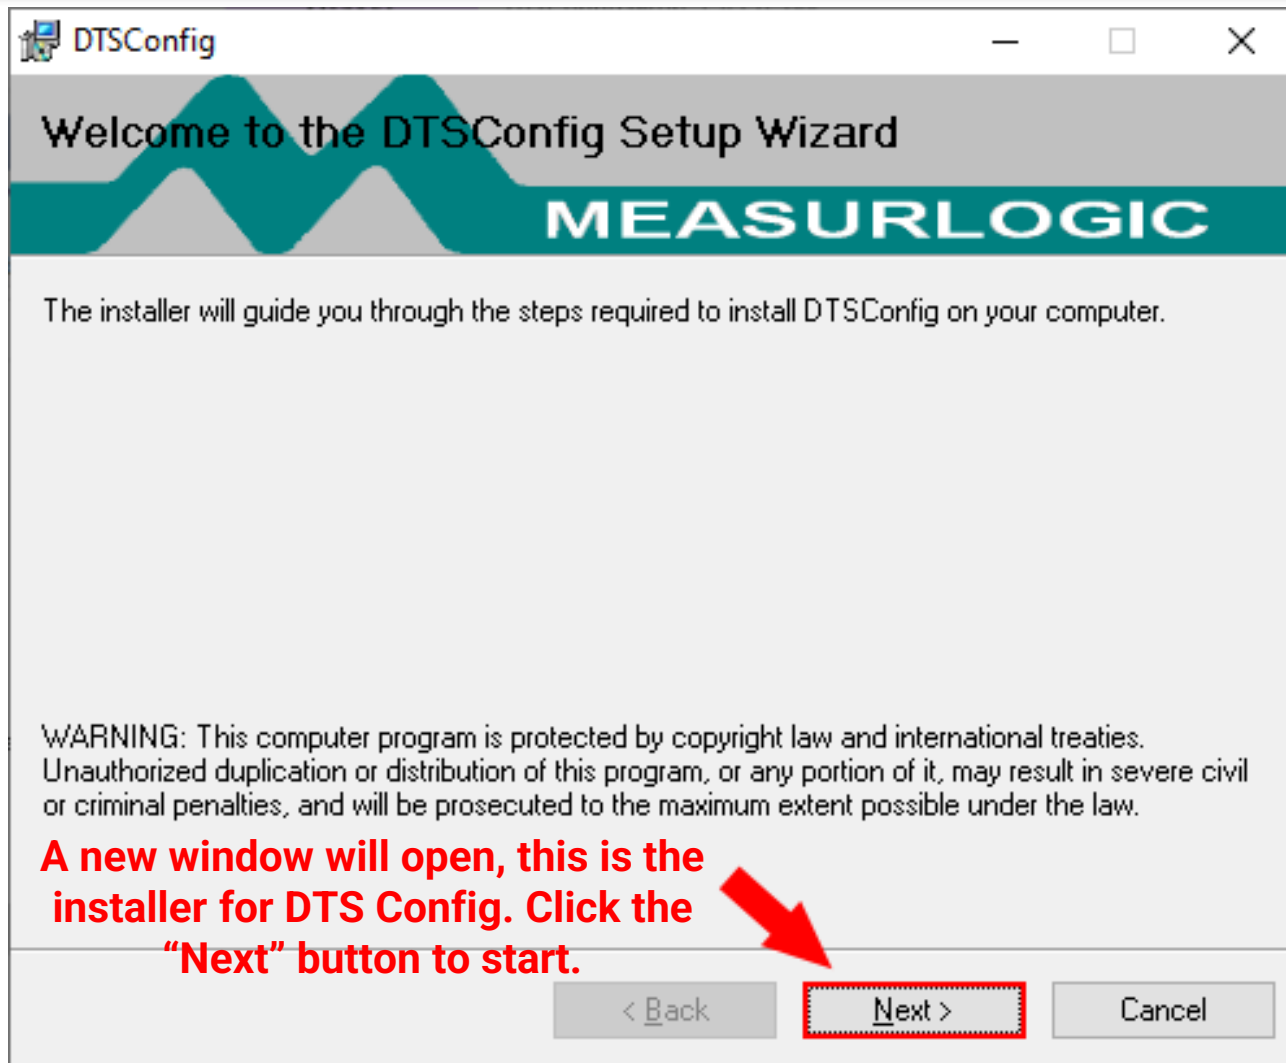 DTSConfig
Welcome to the DTSConfig Setup Wizard
MEASURLOGIC
The installer will guide you through the steps required to install DTSConfig on your computer.
WARNING: This computer program is protected by copyright law and international treaties.
Unauthorized duplication or distribution of this program, or any portion of it, may result in severe civil
or criminal penalties, and will be prosecuted to the maximum extent possible under the law.
A new window will open, this is the
installer for DTS Config. Click the
“Next” button to start.
< Back
Next >
Cancel